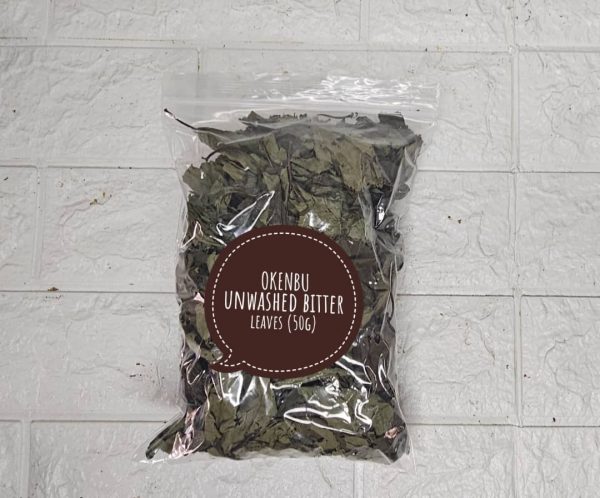 OKENBU
UNWASHED BITTER
LEAVES (50G)